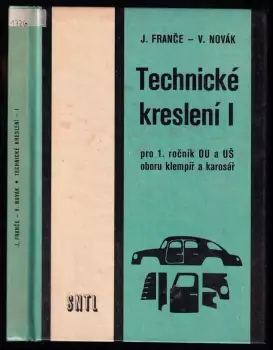 J. FRANČE – V. NOVÁK
Technické
kreslení I
pro 1. ročník OU a UŠ
oboru klempíř a karosář
SNTL
J. FRANČE – V. NOVÁK • TECHNICKÉ KRESLENÍ – I